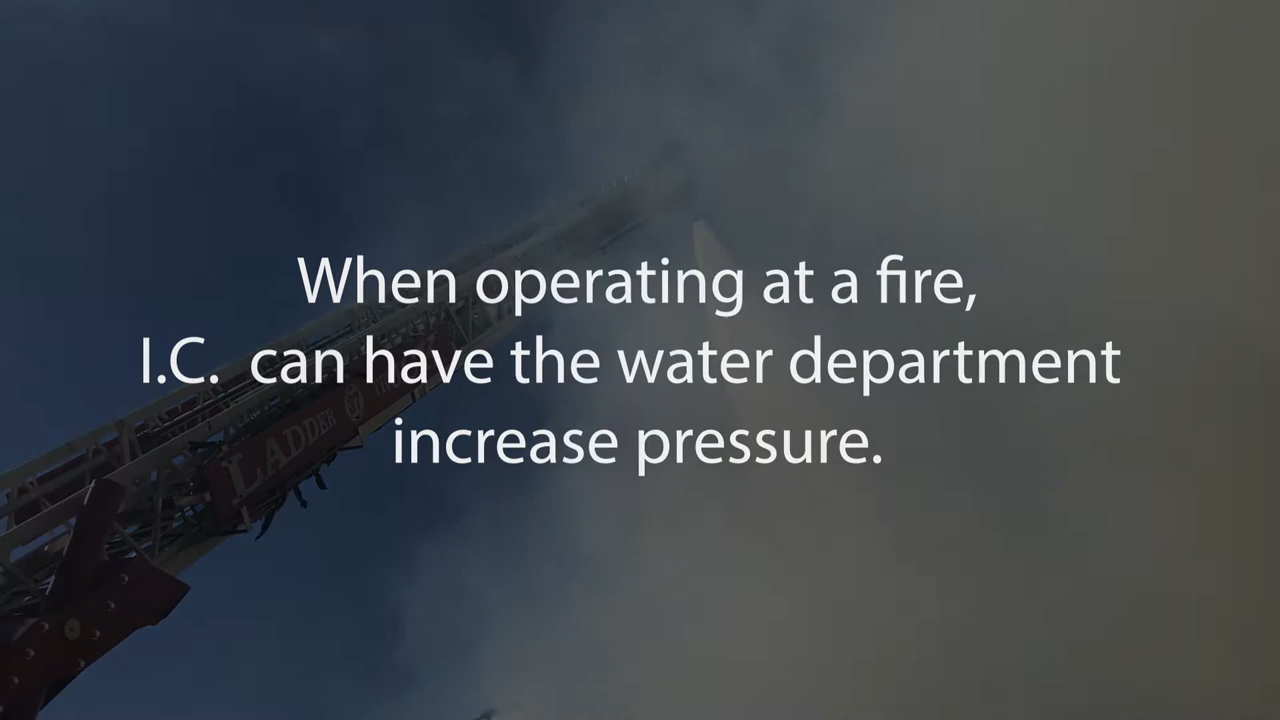 When operating at a fire,
I.C.  can have the water department
increase pressure.
LADDER